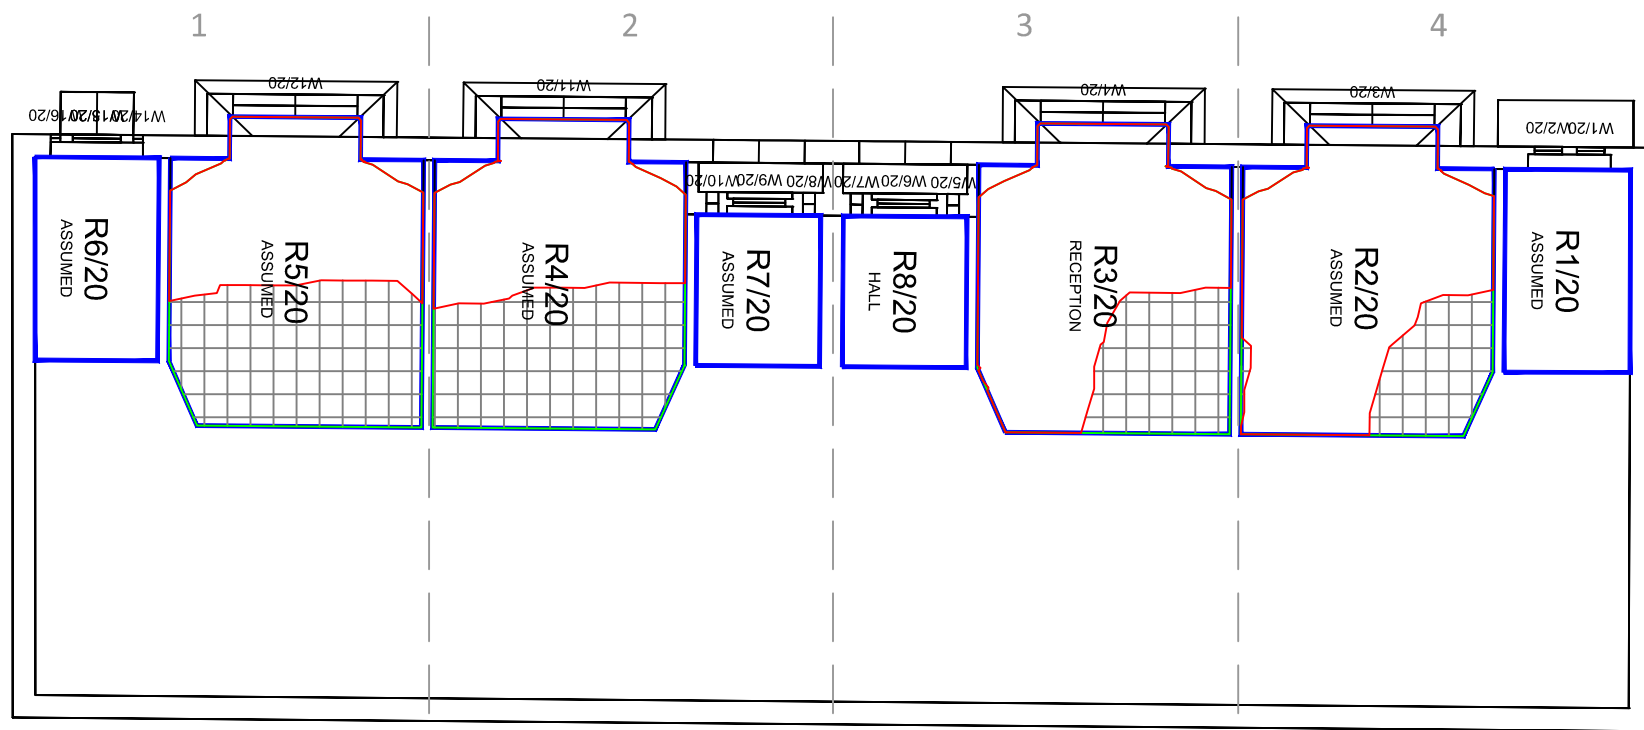 1
2
3
4
W12/20
W11/20
W4/20
W3/20
W16/20
W15/20
W14/20
W2/20
W1/20
W10/20
W9/20
W8/20
W7/20
W6/20
W5/20
R6/20
ASSUMED
R5/20
ASSUMED
R4/20
ASSUMED
R7/20
ASSUMED
R8/20
HALL
R3/20
RECEPTION
R2/20
ASSUMED
R1/20
ASSUMED